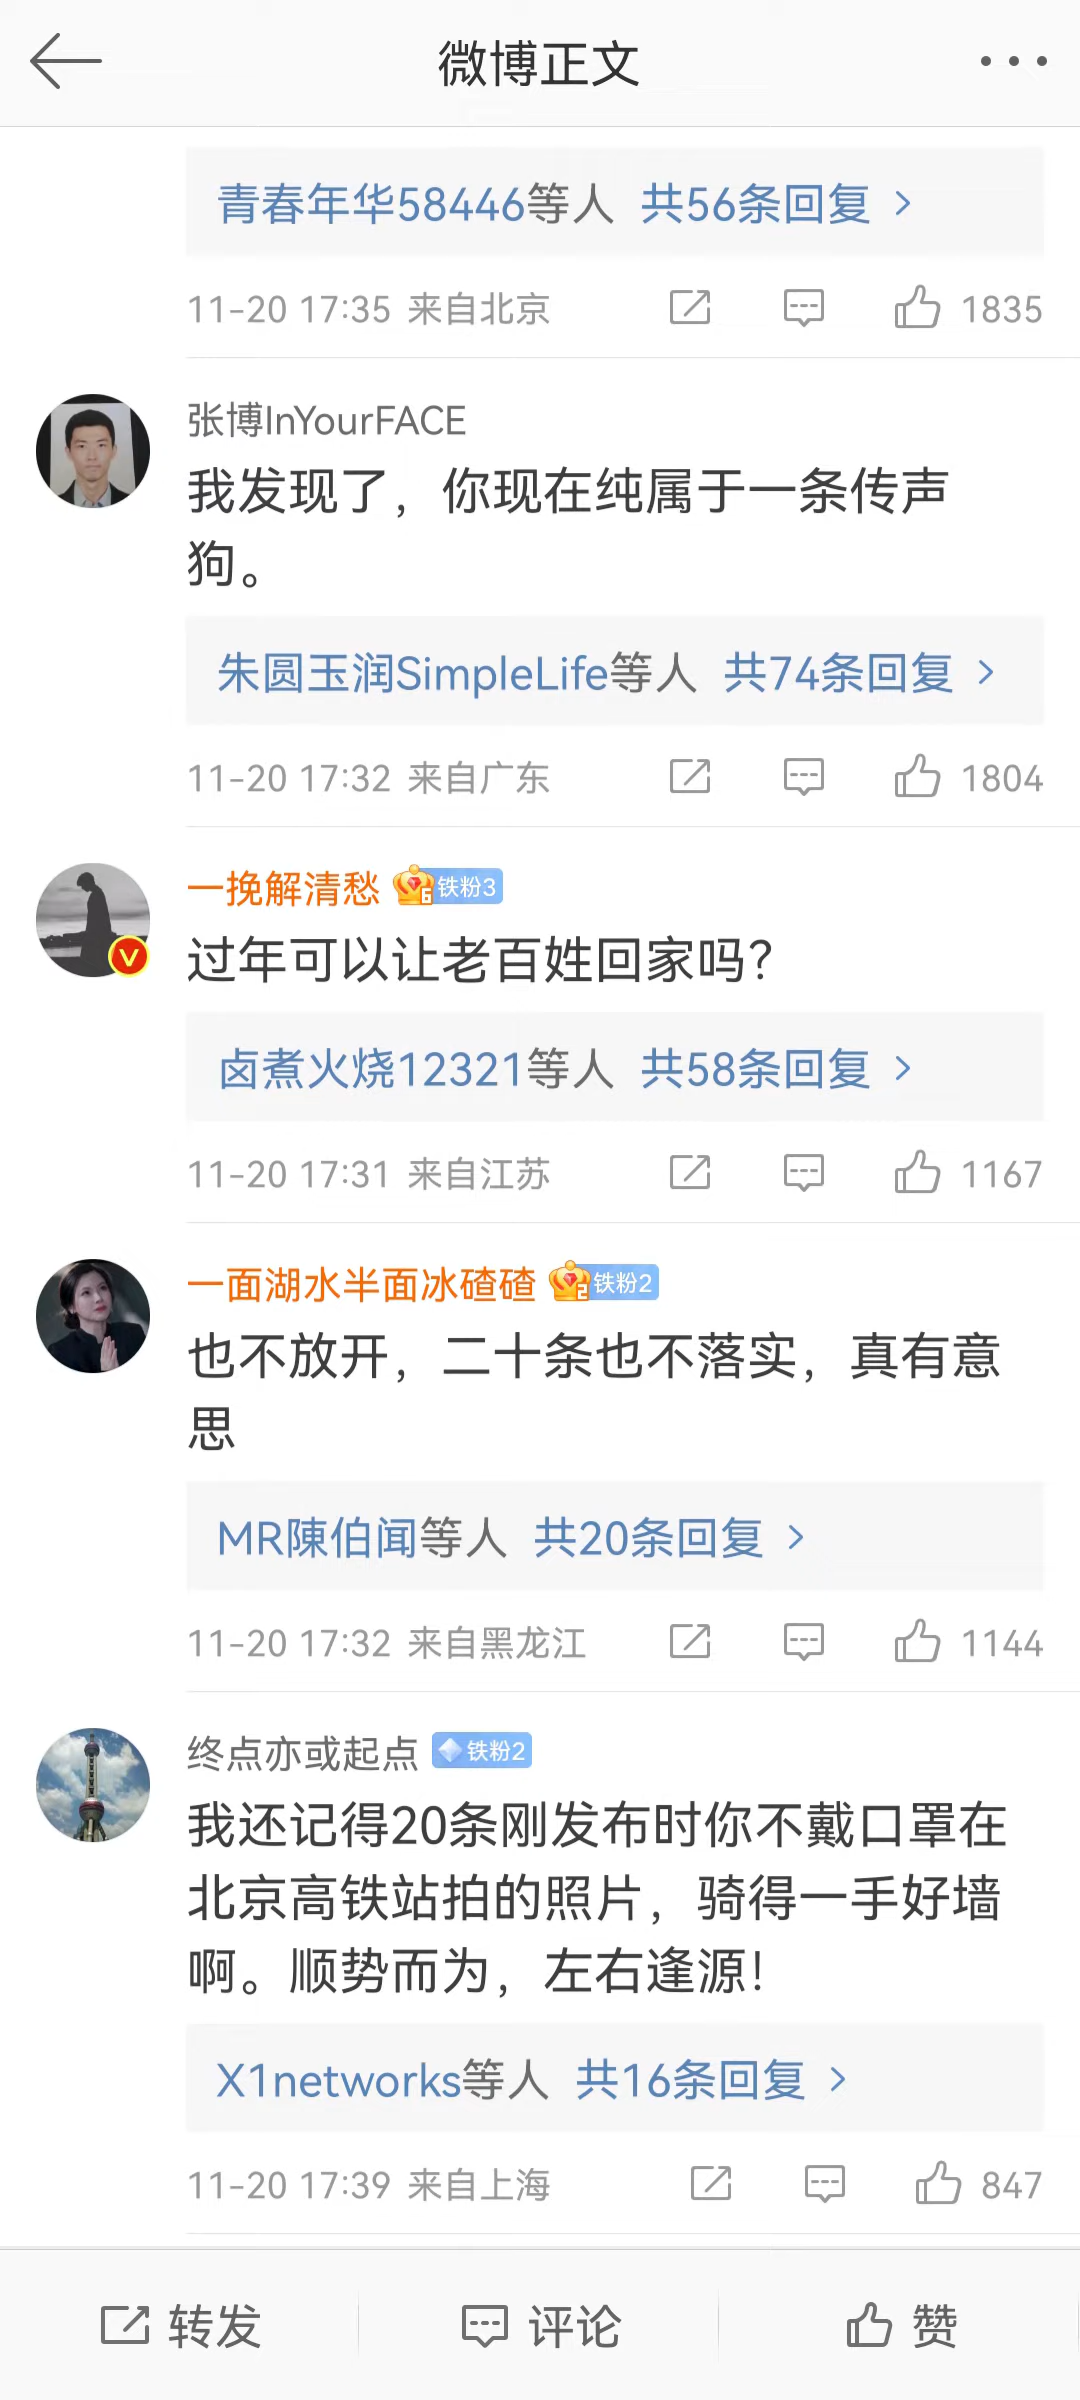 微博正文
青春年华58446等人 共56条回复 >
11-20 17:35 来自北京 1835
张博InYourFACE
我发现了，你现在纯属于一条传声
狗。
朱圆玉润SimpleLife等人 共74条回复 >
11-20 17:32 来自广东 1804
一挽解清愁 6 铁粉3
过年可以让老百姓回家吗？
卤煮火烧12321等人 共58条回复 >
11-20 17:31 来自江苏 1167
一面湖水半面冰碴碴 2 铁粉2
也不放开，二十条也不落实，真有意
思
MR陳伯闻等人 共20条回复 >
11-20 17:32 来自黑龙江 1144
终点亦或起点 铁粉2
我还记得20条刚发布时你不戴口罩在
北京高铁站拍的照片，骑得一手好墙
啊。顺势而为，左右逢源！
X1networks等人 共16条回复 >
11-20 17:39 来自上海 847
转发 评论 赞